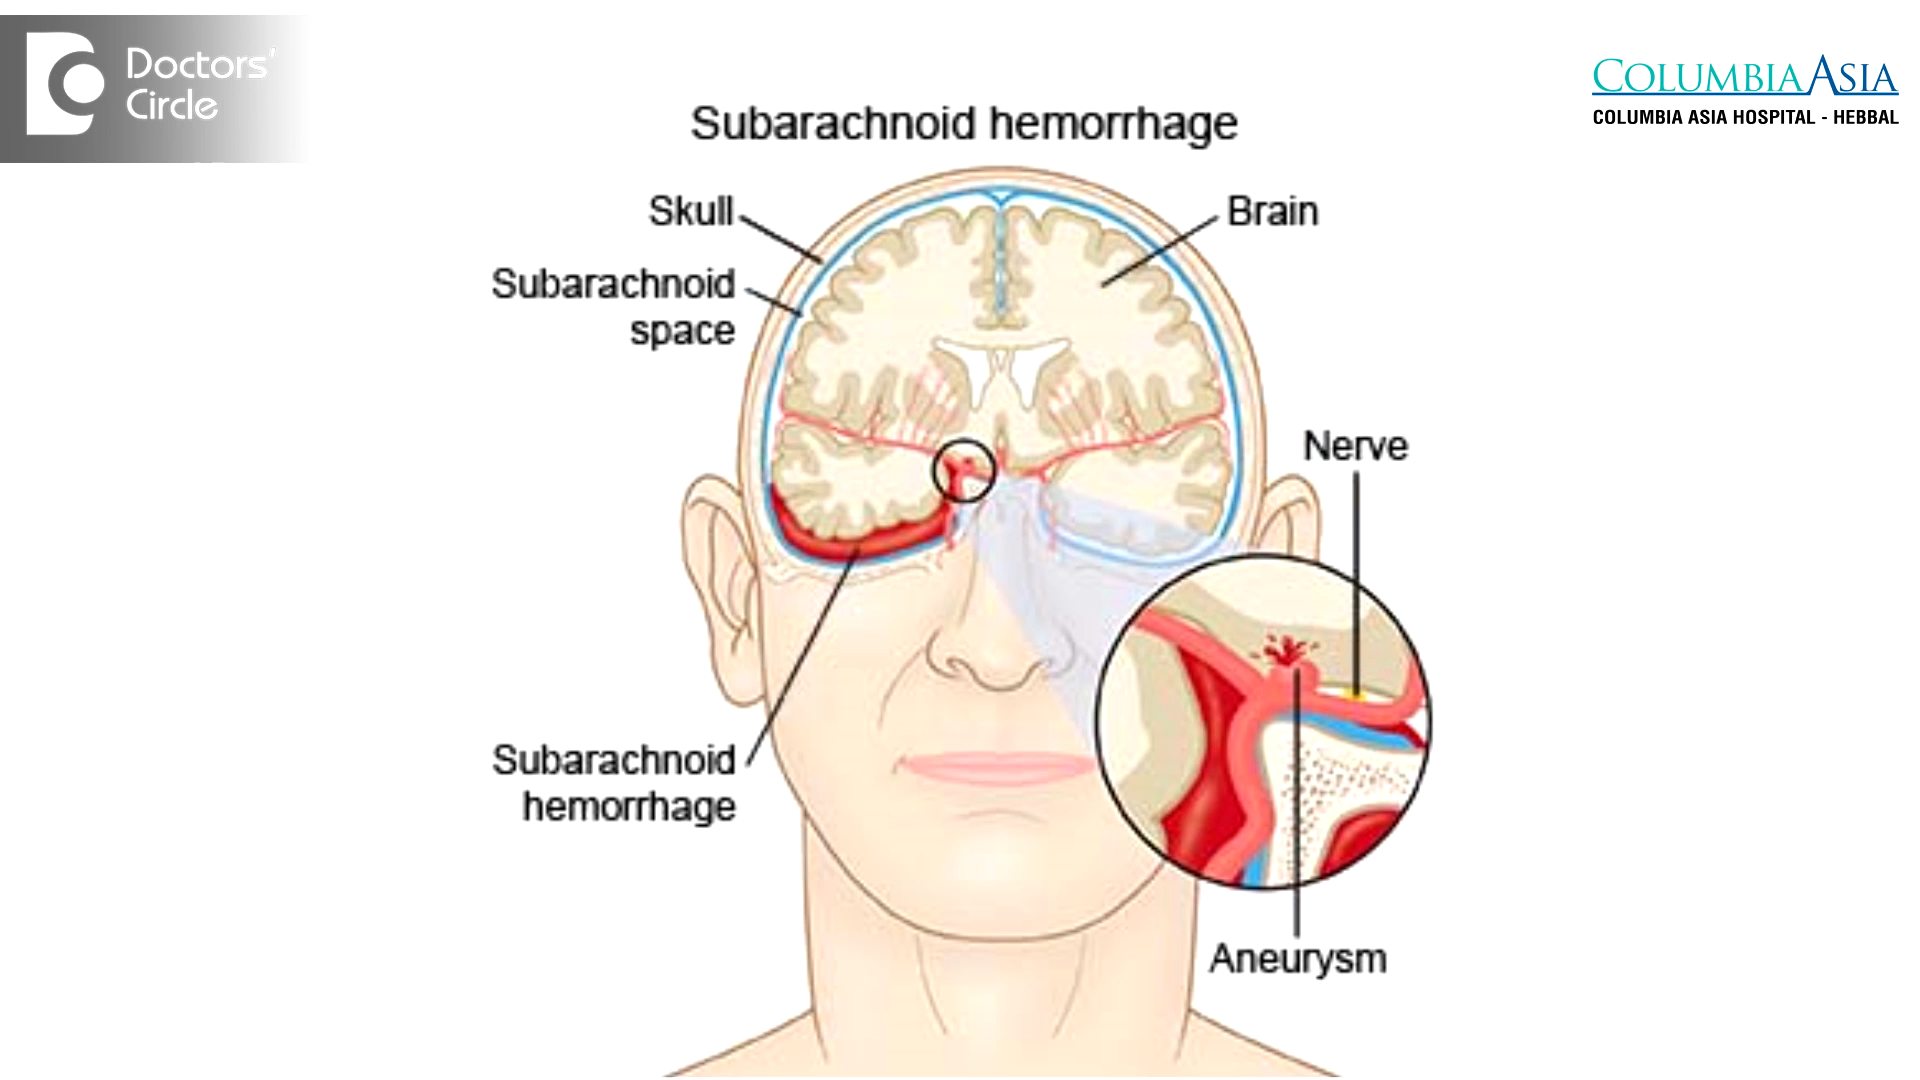 Doctors'
Circle
COLUMBIA ASIA
COLUMBIA ASIA HOSPITAL - HEBBAL
Subarachnoid hemorrhage
Skull
Brain
Subarachnoid
space
Nerve
Subarachnoid
hemorrhage
Aneurysm